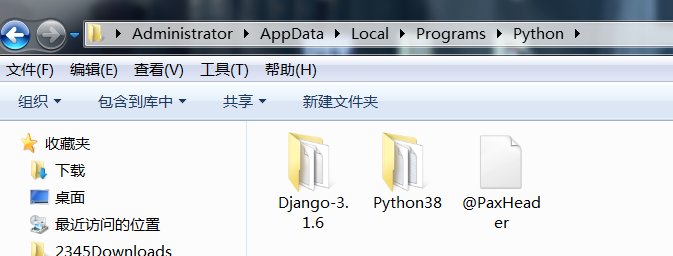 Administrator AppData Local Programs Python
文件(F) 编辑(E) 查看(V) 工具(T) 帮助(H)
组织 包含到库中 共享 新建文件夹
收藏夹
下载
桌面
最近访问的位置
2345Downloads
Django-3.
1.6
Python38
@PaxHead
er